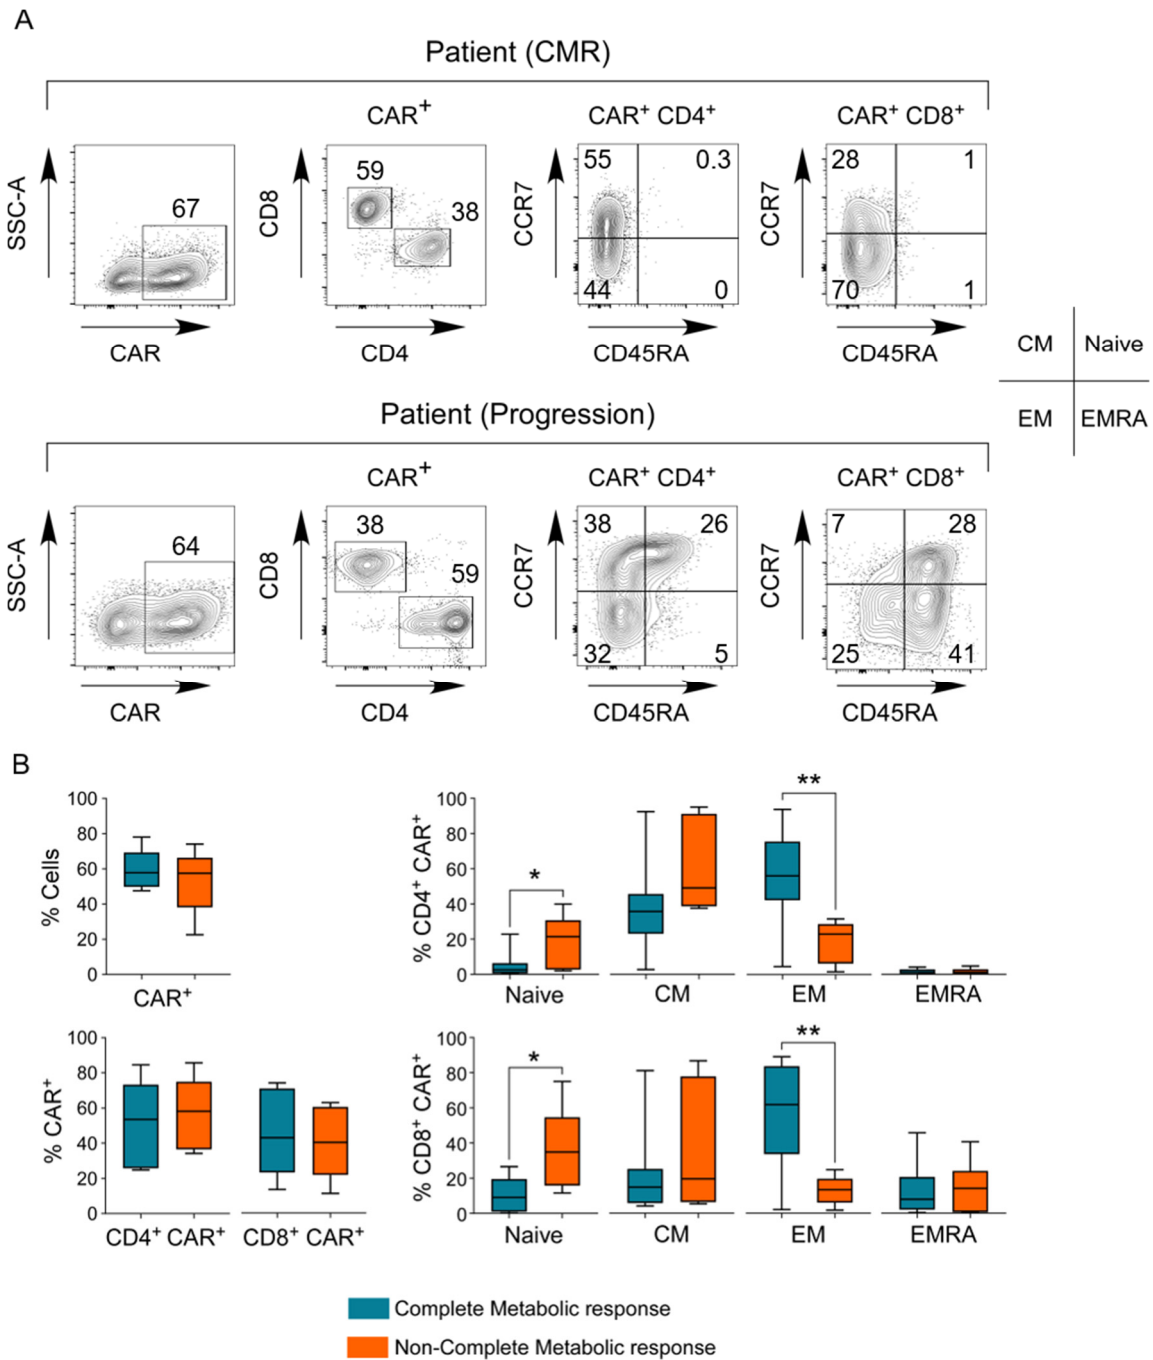 A
Patient (CMR)
CAR+
CAR+ CD4+
CAR+ CD8+
SSC-A
67
CAR
CD8
59
38
CD4
CCR7
55
0.3
44
0
CD45RA
CCR7
28
1
70
1
CD45RA
CM
Naive
EM
EMRA
Patient (Progression)
CAR+
CAR+ CD4+
CAR+ CD8+
SSC-A
64
CAR
CD8
38
59
CD4
CCR7
38
26
32
5
CD45RA
CCR7
7
28
25
41
CD45RA
B
% Cells
100
80
60
40
20
0
CAR+
% CD4+ CAR+
100
80
60
40
20
0
*
**
Naive
CM
EM
EMRA
% CAR+
100
80
60
40
20
0
CD4+ CAR+
CD8+ CAR+
% CD8+ CAR+
100
80
60
40
20
0
*
**
Naive
CM
EM
EMRA
Complete Metabolic response
Non-Complete Metabolic response